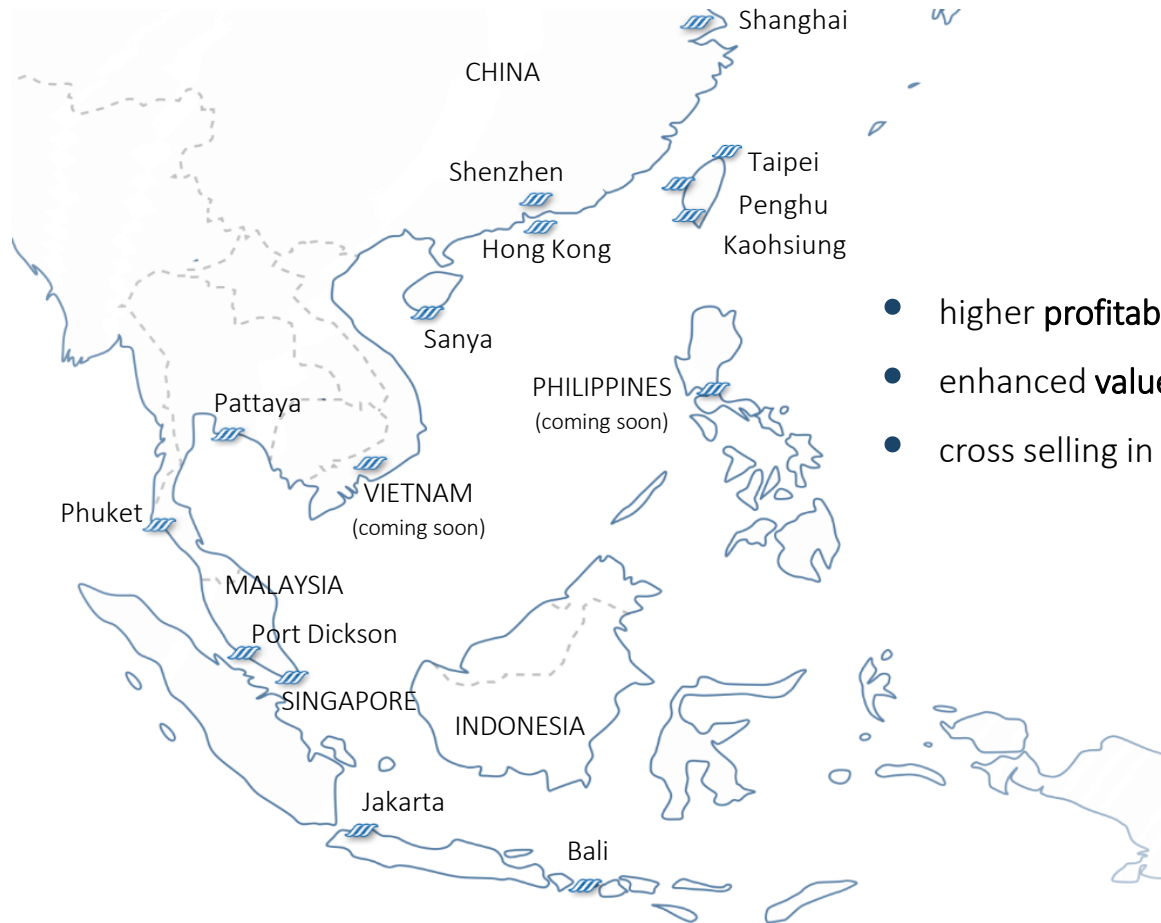 Shanghai
CHINA
Taipei
Shenzhen
Penghu
Hong Kong
Kaohsiung
Sanya
• higher
PHILIPPINES
• enhanced value
(coming soon)
Pattaya
• cross selling in
VIETNAM
Phuket
(coming soon)
MALAYSIA
Port Dickson
SINGAPORE
INDONESIA
Jakarta
Bali